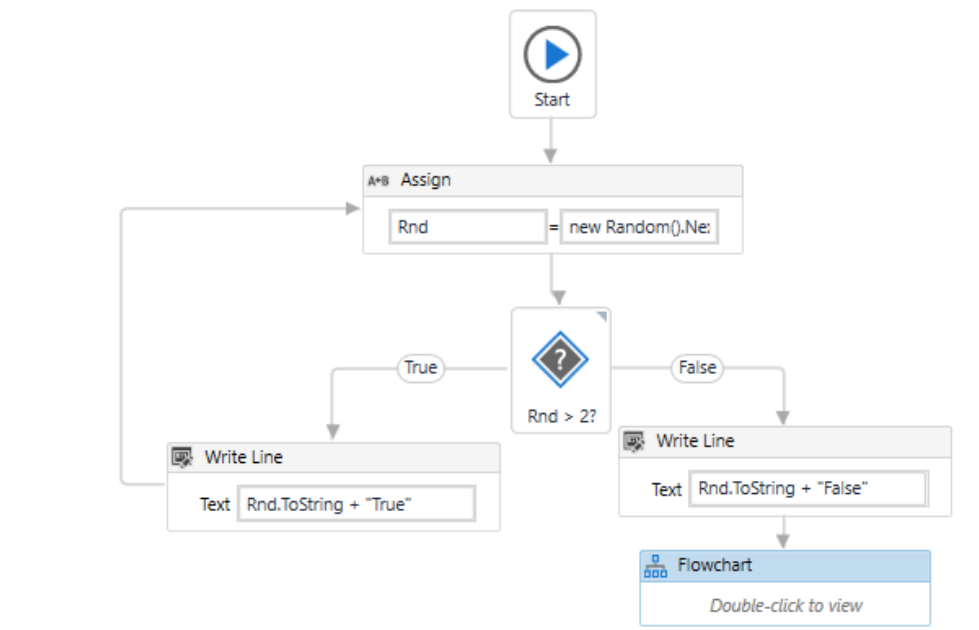 Start
A+B Assign
Rnd = new Random().Nex
?
Rnd > 2?
True
False
Write Line
Text Rnd.ToString + "True"
Write Line
Text Rnd.ToString + "False"
Flowchart
Double-click to view